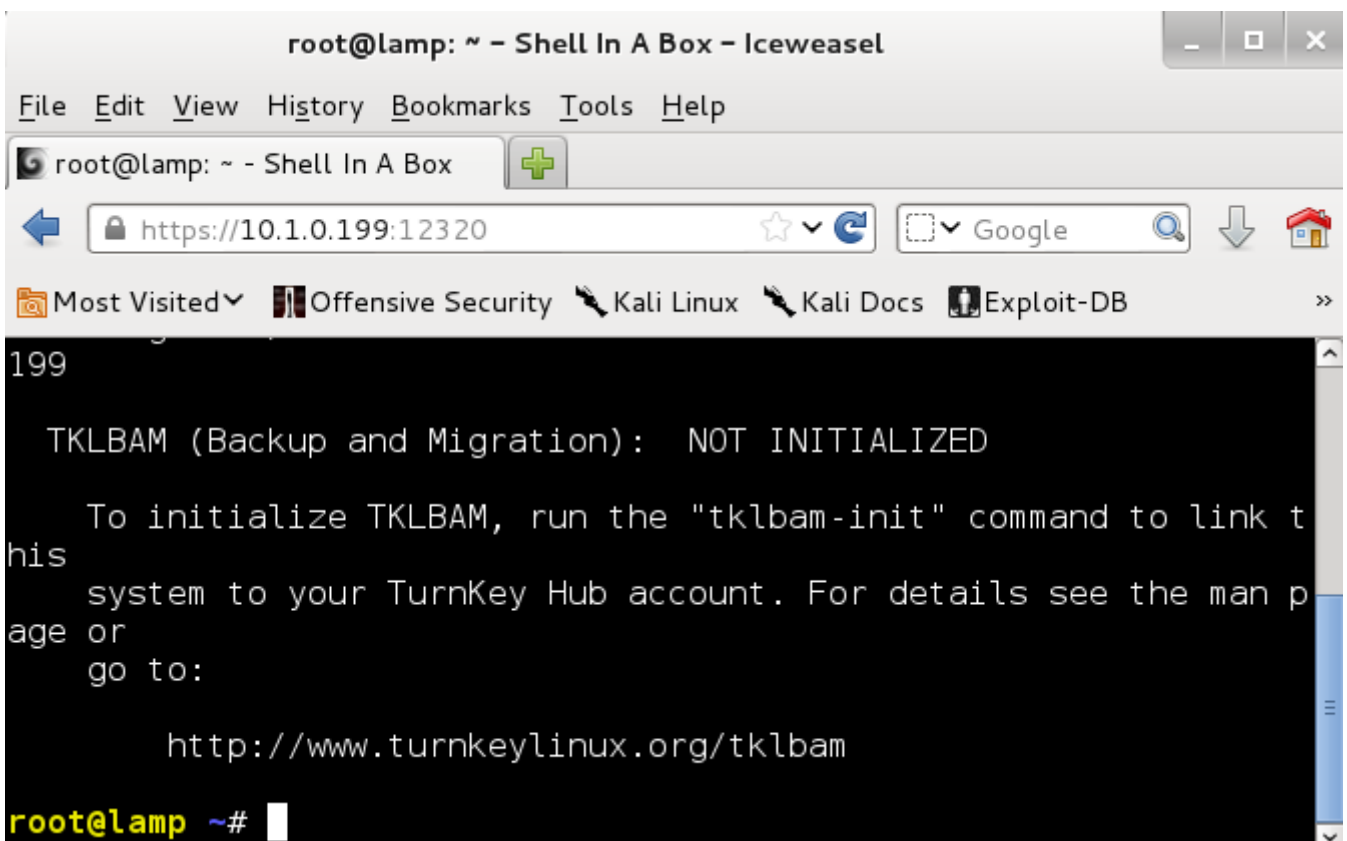 root@lamp: ~ – Shell In A Box – Iceweasel
File Edit View History Bookmarks Tools Help
root@lamp: ~ - Shell In A Box
https://10.1.0.199:12320
Google
Most Visited Offensive Security Kali Linux Kali Docs Exploit-DB »
199
TKLBAM (Backup and Migration):  NOT INITIALIZED
To initialize TKLBAM, run the "tklbam-init" command to link t
his
system to your TurnKey Hub account. For details see the man p
age or
go to:
http://www.turnkeylinux.org/tklbam
root@lamp ~#